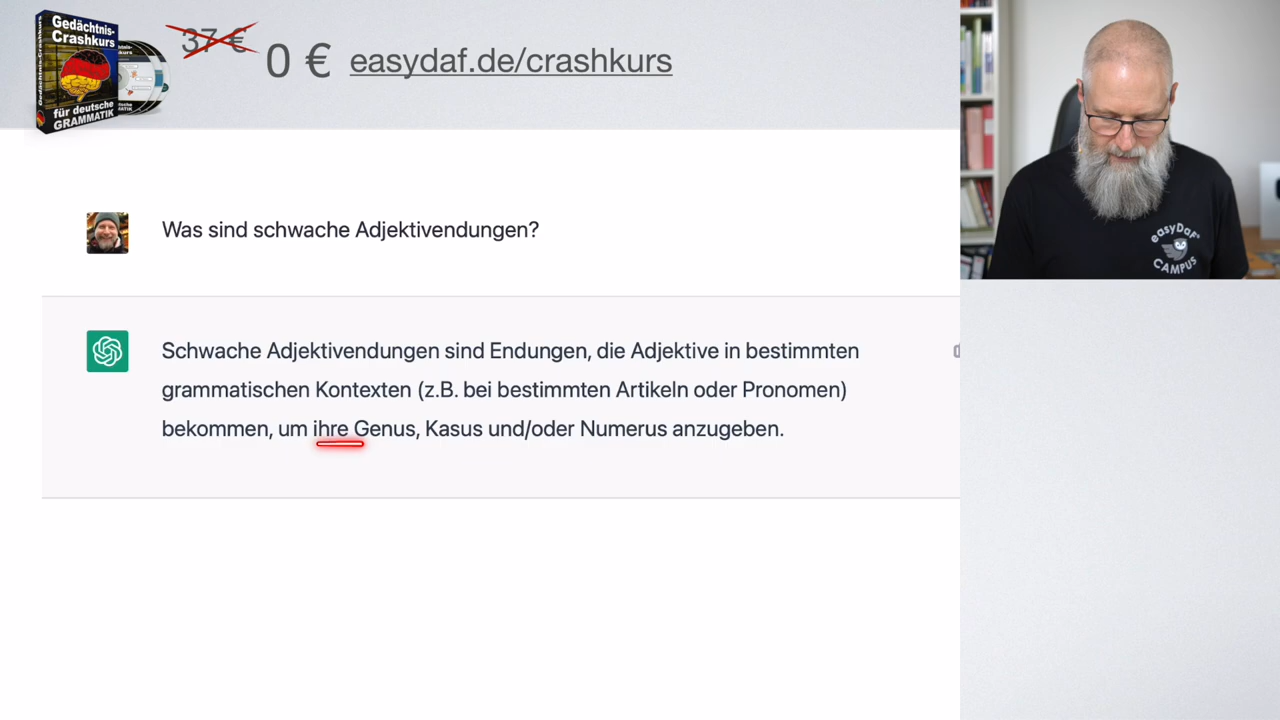 Gedächtnis-
Crashkurs
für deutsche
GRAMMATIK
37 €
0 €
easydaf.de/crashkurs
easyDaF®
CAMPUS
Was sind schwache Adjektivendungen?
Schwache Adjektivendungen sind Endungen, die Adjektive in bestimmten
grammatischen Kontexten (z.B. bei bestimmten Artikeln oder Pronomen)
bekommen, um ihre Genus, Kasus und/oder Numerus anzugeben.